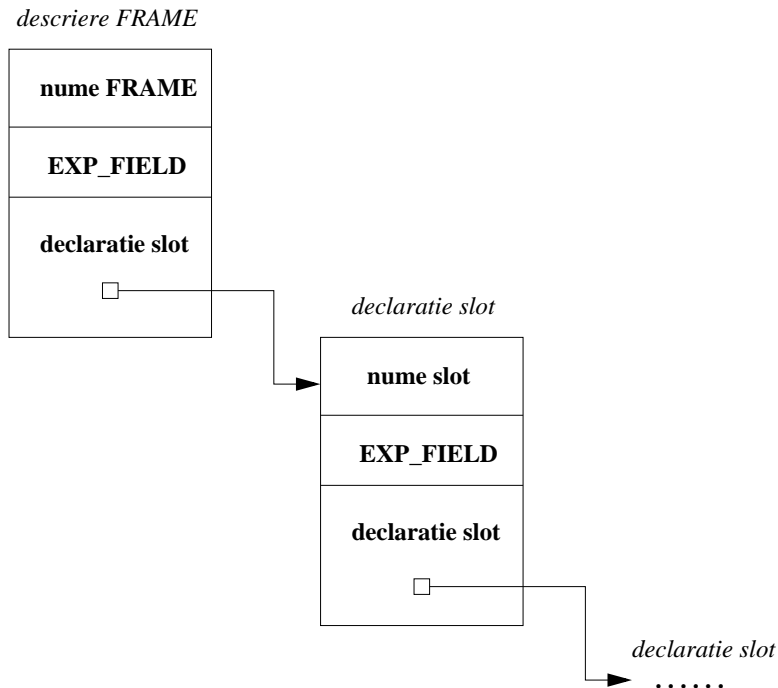 descriere FRAME
nume FRAME
EXP_FIELD
declaratie slot
declaratie slot
nume slot
EXP_FIELD
declaratie slot
declaratie slot
......